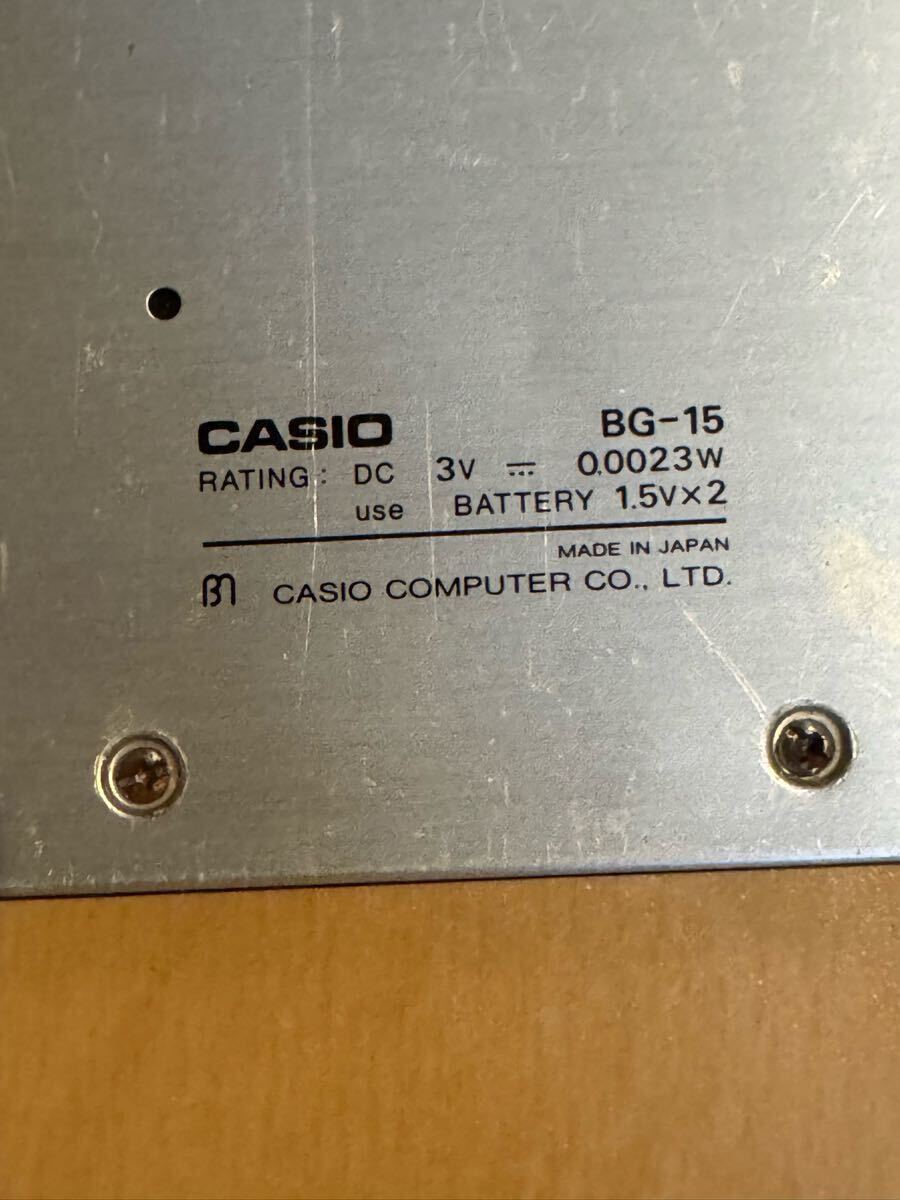 CASIO BG-15
RATING: DC 3V ⎓ 0.0023W
use BATTERY 1.5V×2
MADE IN JAPAN
CASIO COMPUTER CO., LTD.